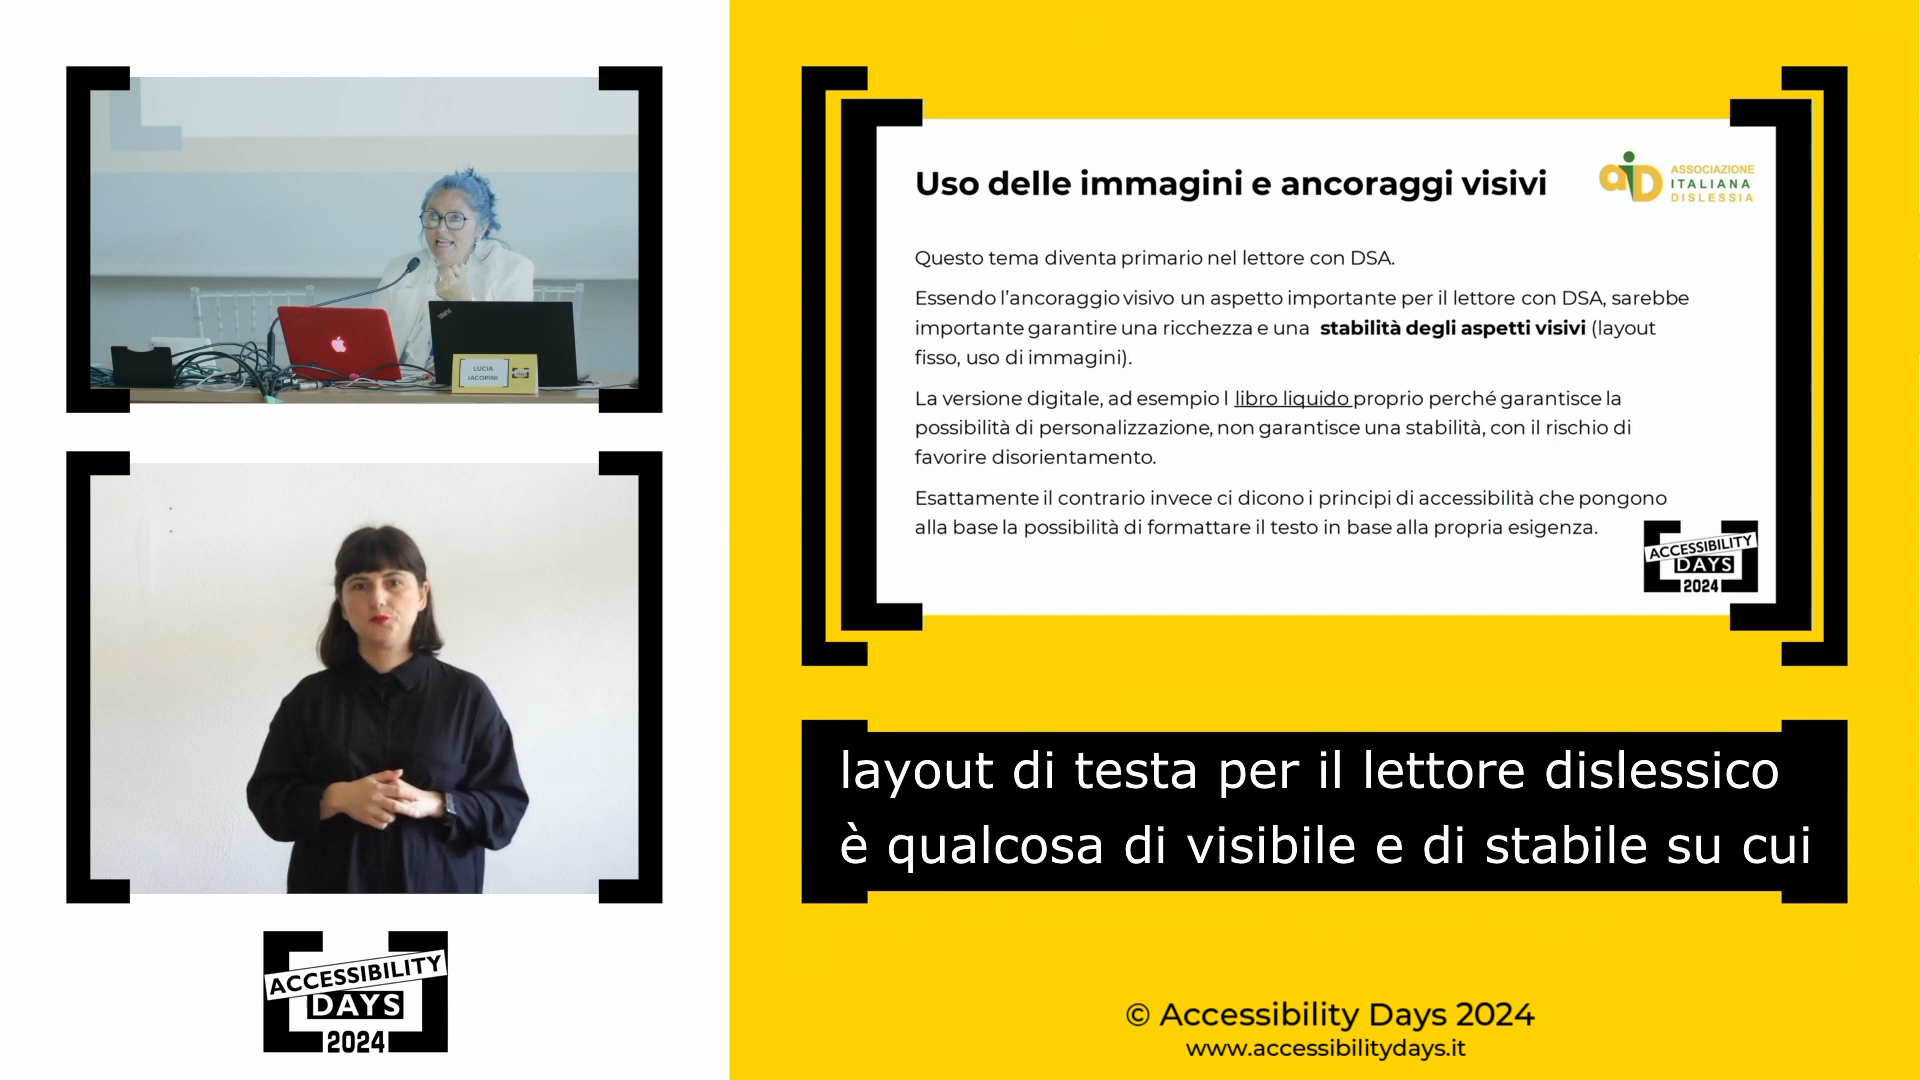 LUCIA
IACOPINI
ACCESSIBILITY
DAYS
2024
Uso delle immagini e ancoraggi visivi
aiD
ASSOCIAZIONE
ITALIANA
DISLESSIA
Questo tema diventa primario nel lettore con DSA.
Essendo l'ancoraggio visivo un aspetto importante per il lettore con DSA, sarebbe
importante garantire una ricchezza e una stabilità degli aspetti visivi (layout
fisso, uso di immagini).
La versione digitale, ad esempio l libro liquido proprio perché garantisce la
possibilità di personalizzazione, non garantisce una stabilità, con il rischio di
favorire disorientamento.
Esattamente il contrario invece ci dicono i principi di accessibilità che pongono
alla base la possibilità di formattare il testo in base alla propria esigenza.
ACCESSIBILITY
DAYS
2024
layout di testa per il lettore dislessico
è qualcosa di visibile e di stabile su cui
© Accessibility Days 2024
www.accessibilitydays.it